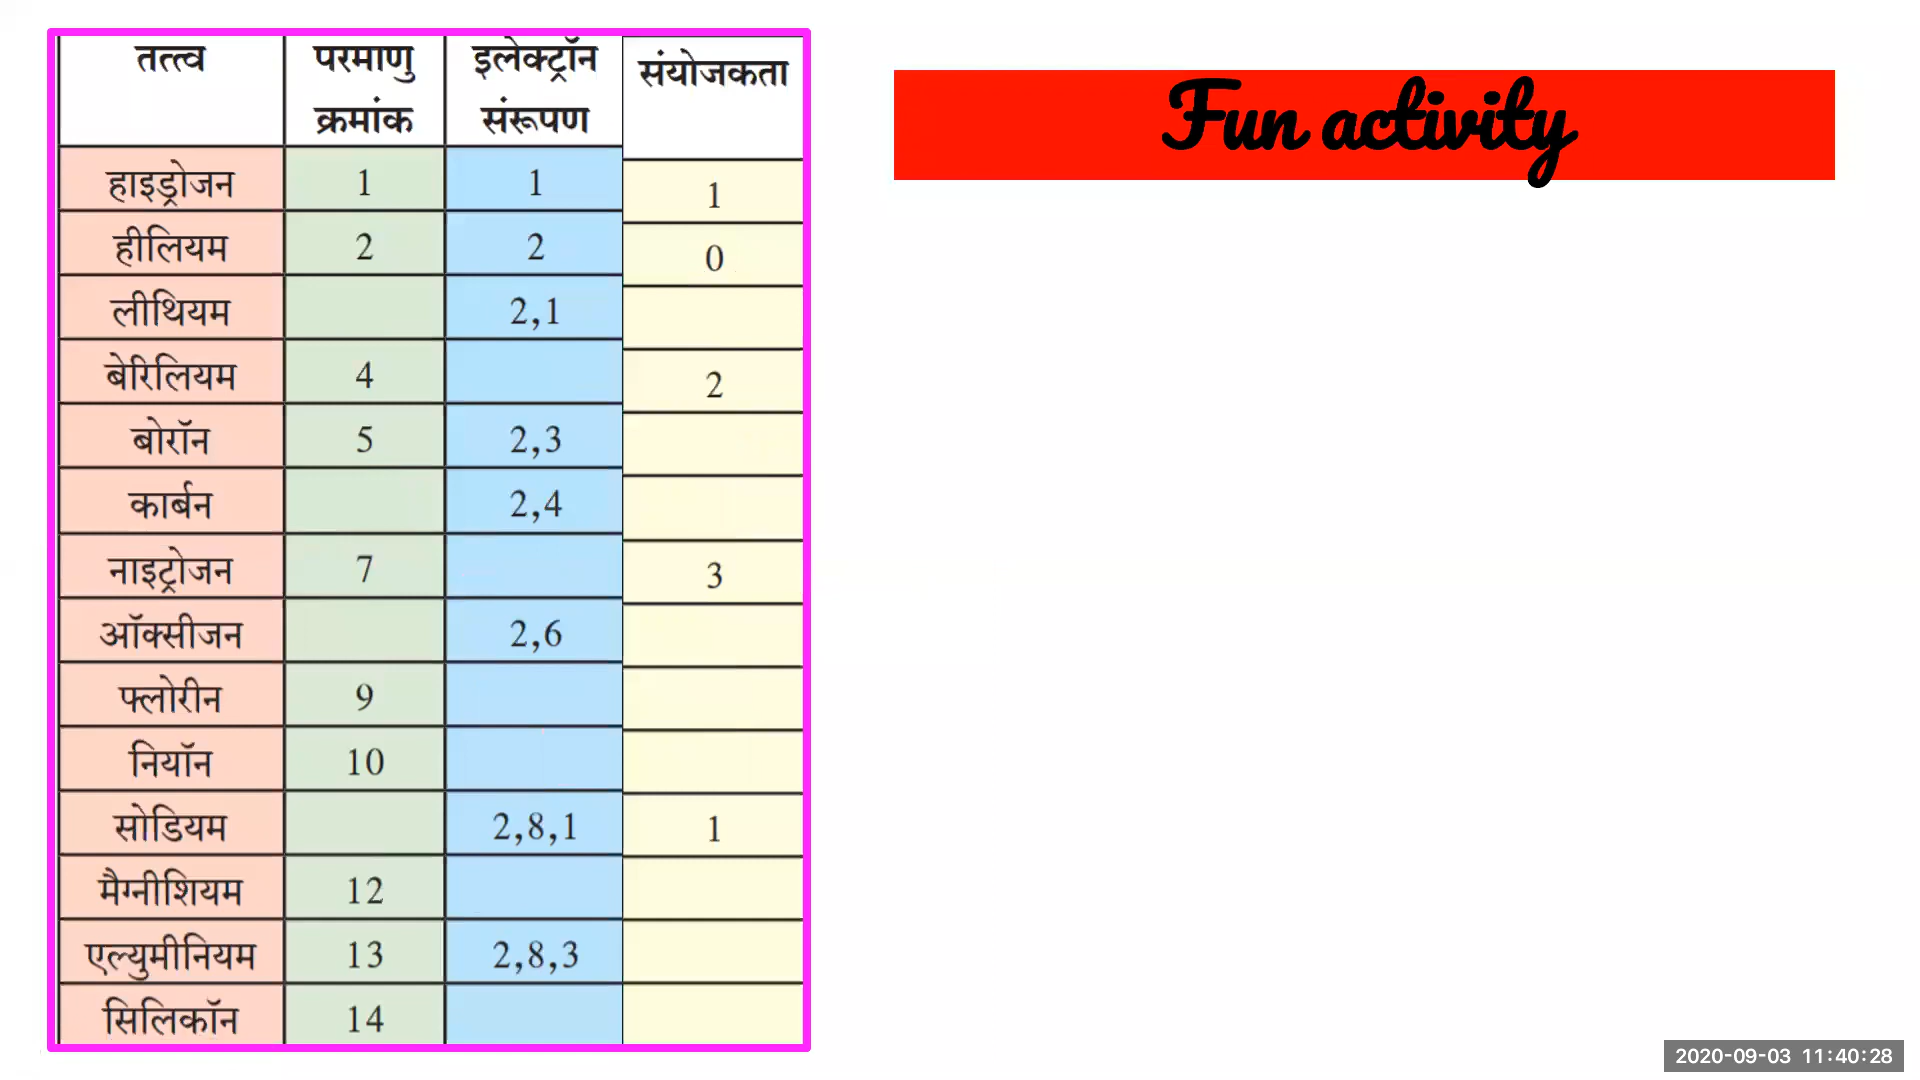 तत्त्व परमाणु क्रमांक इलेक्ट्रॉन संरूपण संयोजकता
हाइड्रोजन 1 1 1
हीलियम 2 2 0
लीथियम 2,1
बेरिलियम 4 2
बोरॉन 5 2,3
कार्बन 2,4
नाइट्रोजन 7 3
ऑक्सीजन 2,6
फ्लोरीन 9
नियॉन 10
सोडियम 2,8,1 1
मैग्नीशियम 12
एल्युमीनियम 13 2,8,3
सिलिकॉन 14
Fun activity
2020-09-03 11:40:28